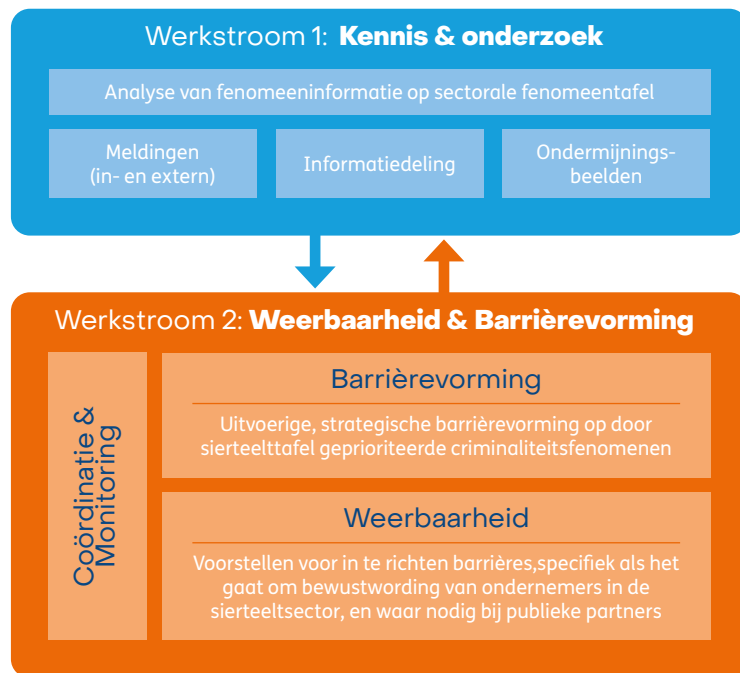 Werkstroom 1: Kennis & onderzoek
Analyse van fenomeeninformatie op sectorale fenomeentafel
Meldingen
(in- en extern)
Informatiedeling
Ondermijnings-
beelden
Werkstroom 2: Weerbaarheid & Barrièrevorming
Coördinatie &
Monitoring
Barrièrevorming
Uitvoerige, strategische barrièrevorming op door
sierteelttafel geprioriteerde criminaliteitsfenomenen
Weerbaarheid
Voorstellen voor in te richten barrières,specifiek als het
gaat om bewustwording van ondernemers in de
sierteeltsector, en waar nodig bij publieke partners